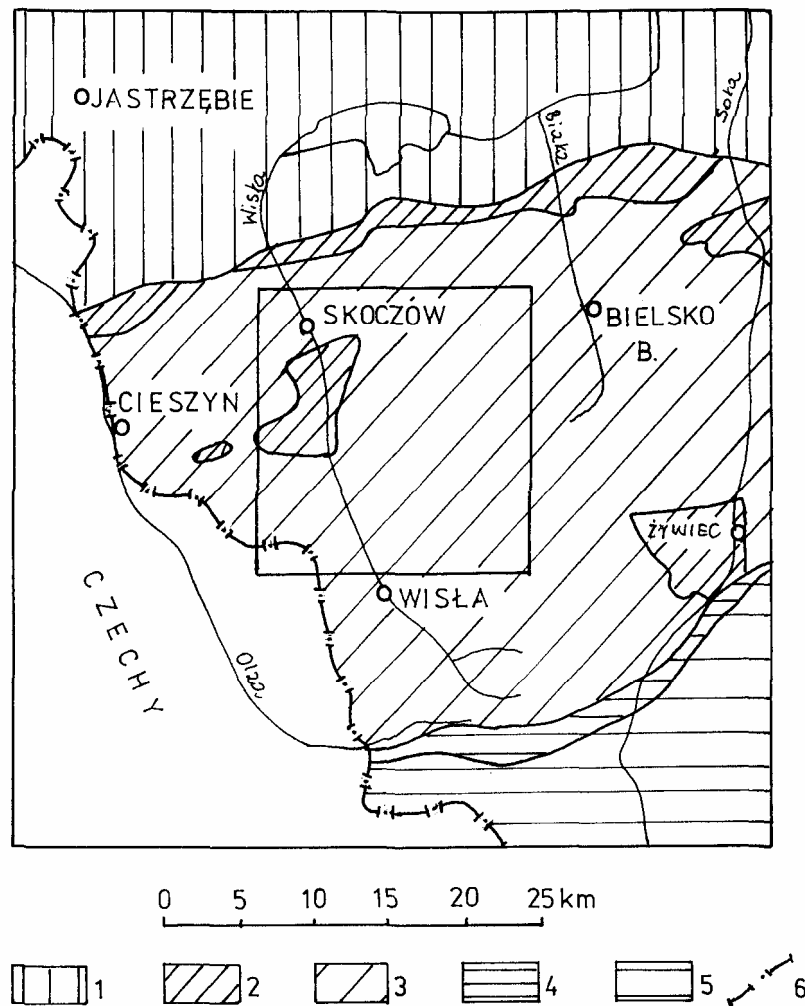 JASTRZĘBIE
Soła
Biała
Wisła
SKOCZÓW
BIELSKO
B.
CIESZYN
ŻYWIEC
CZECHY
WISŁA
Olza
0 5 10 15 20 25 km
1 2 3 4 5 6